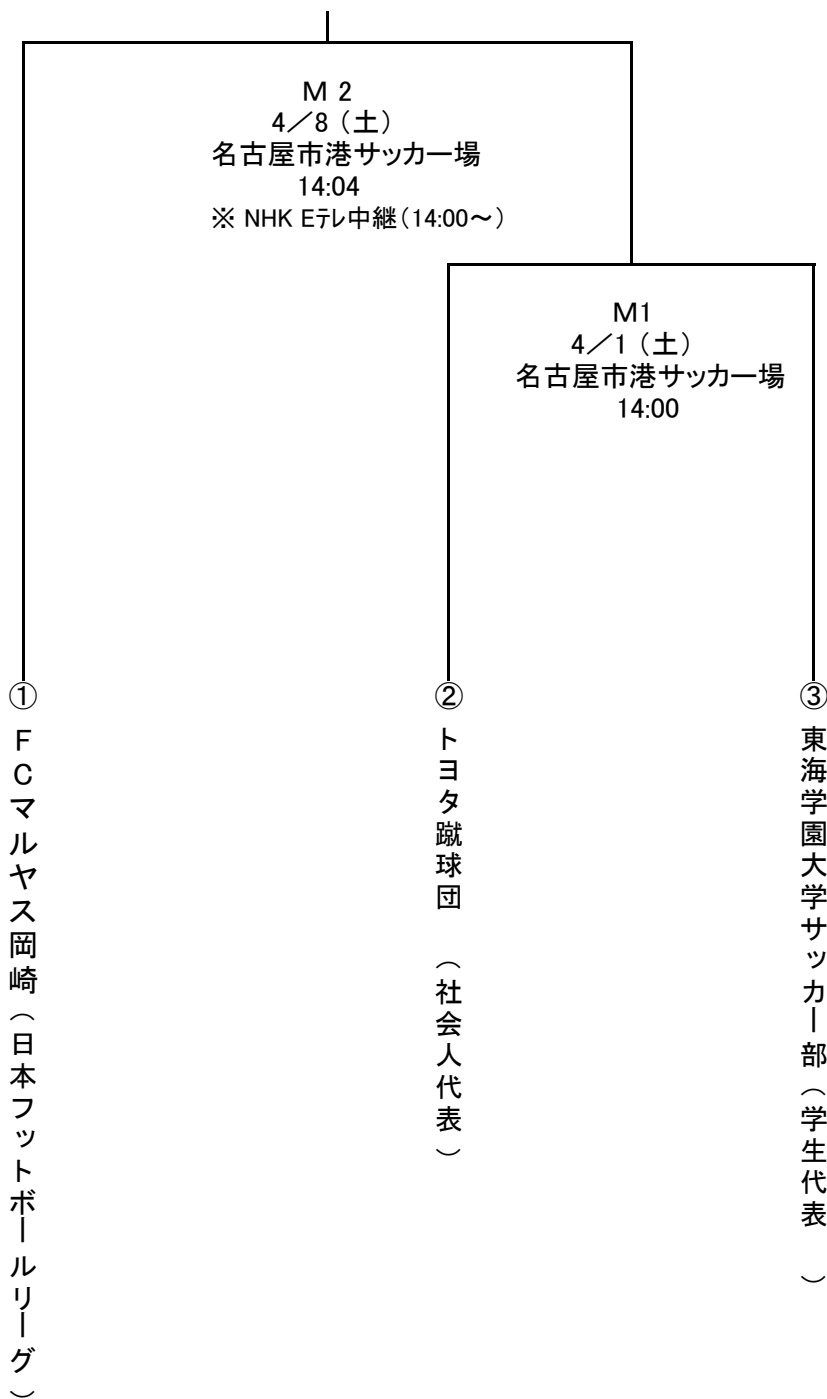 M 2
4/8(土)
名古屋市港サッカー場
14:04
※ NHK Eテレ中継(14:00～)
M1
4/1(土)
名古屋市港サッカー場
14:00
① FCマルヤス岡崎(日本フットボールリーグ)
② トヨタ蹴球団 (社会人代表)
③ 東海学園大学サッカー部(学生代表 )